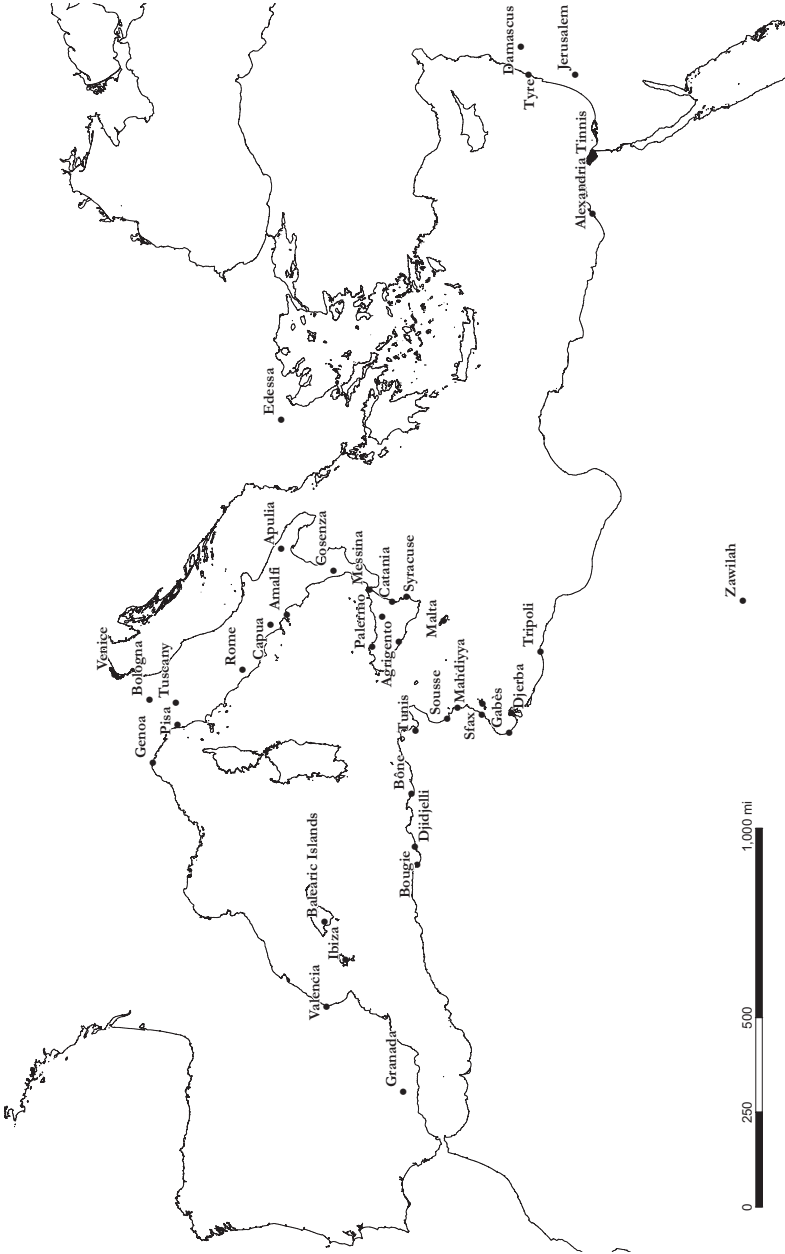 Venice
Bologna
Genoa
Pisa
Tuscany
Rome
Capua
Amalfi
Apulia
Cosenza
Edessa
Valencia
Balearic Islands
Ibiza
Granada
Palermo
Messina
Catania
Agrigento
Syracuse
Malta
Bougie
Djidjelli
Bône
Tunis
Sousse
Mahdiyya
Sfax
Gabès
Djerba
Tripoli
Zawilah
Alexandria
Tinnis
Tyre
Damascus
Jerusalem
0
250
500
1,000 mi